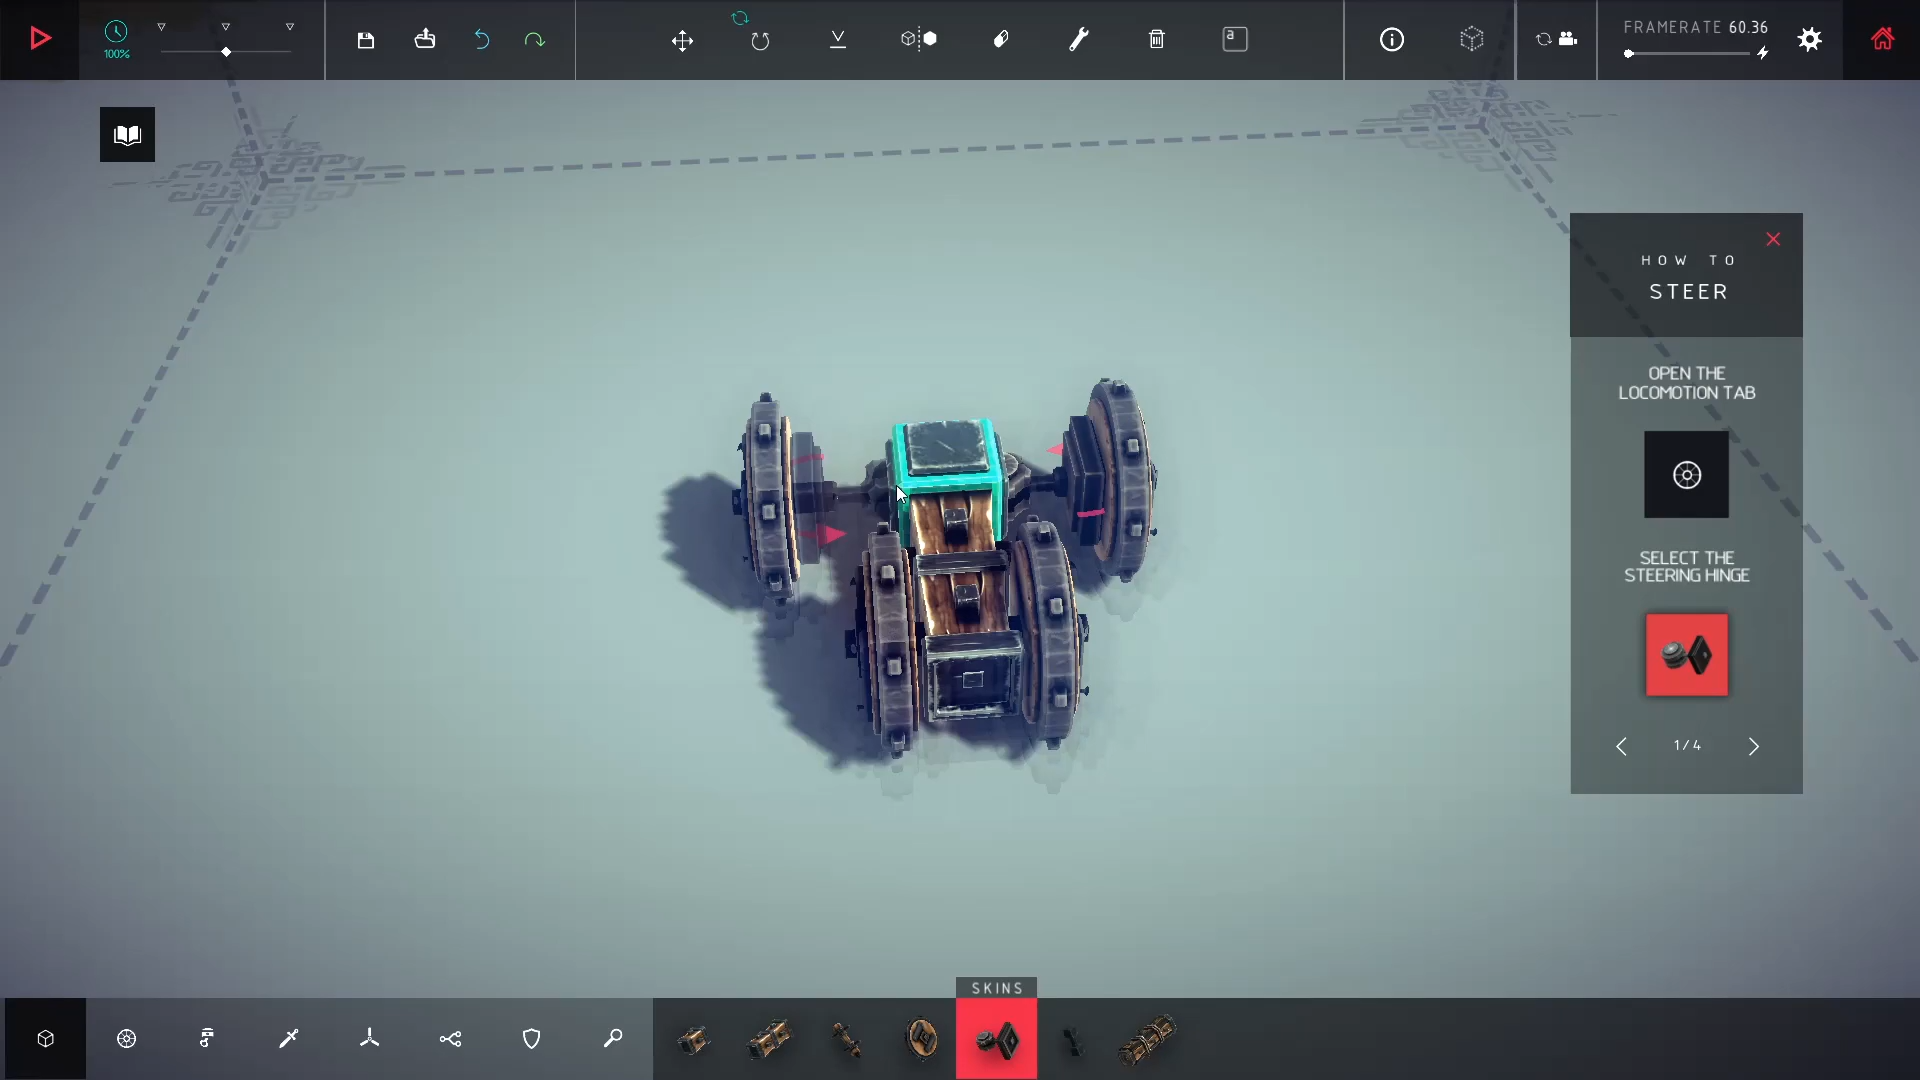 100%
a
FRAMERATE 60.36
HOW TO
STEER
OPEN THE
LOCOMOTION TAB
SELECT THE
STEERING HINGE
1/4
SKINS